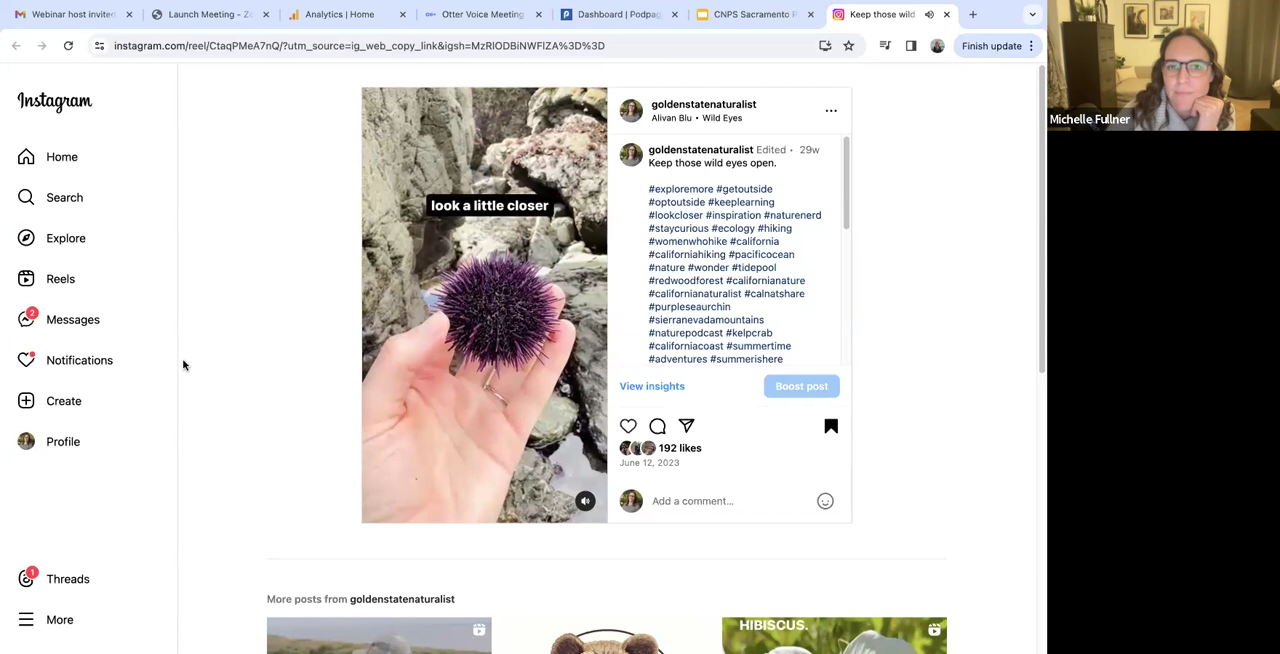 Webinar host invited
Launch Meeting - Zo
Analytics | Home
Otter Voice Meeting
Dashboard | Podpag
CNPS Sacramento P
Keep those wild
instagram.com/reel/CtaqPMeA7nQ/?utm_source=ig_web_copy_link&igsh=MzRlODBiNWFlZA%3D%3D
Finish update
Michelle Fullner
Instagram
Home
Search
Explore
Reels
2
Messages
Notifications
Create
Profile
1
Threads
More
look a little closer
goldenstatenaturalist
Alivan Blu • Wild Eyes
goldenstatenaturalist Edited • 29w
Keep those wild eyes open.
#exploremore #getoutside
#optoutside #keeplearning
#lookcloser #inspiration #naturenerd
#staycurious #ecology #hiking
#womenwhohike #california
#californiahiking #pacificocean
#nature #wonder #tidepool
#redwoodforest #californianature
#californianaturalist #calnatshare
#purpleseaurchin
#sierranevadamountains
#naturepodcast #kelpcrab
#californiacoast #summertime
#adventures #summerishere
View insights
Boost post
192 likes
June 12, 2023
Add a comment...
More posts from goldenstatenaturalist
HIBISCUS.